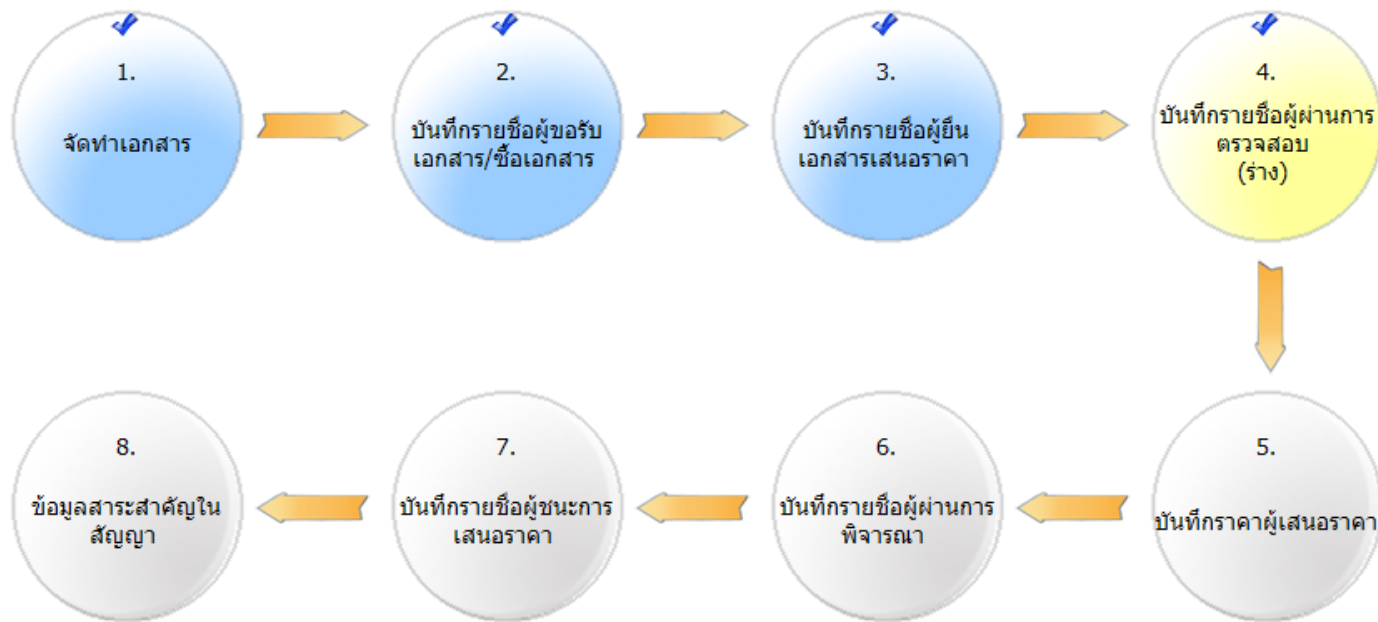 1.
จัดทำเอกสาร
2.
บันทึกรายชื่อผู้ขอรับ
เอกสาร/ซื้อเอกสาร
3.
บันทึกรายชื่อผู้ยื่น
เอกสารเสนอราคา
4.
บันทึกรายชื่อผู้ผ่านการ
ตรวจสอบ
(ร่าง)
5.
บันทึกราคาผู้เสนอราคา
6.
บันทึกรายชื่อผู้ผ่านการ
พิจารณา
7.
บันทึกรายชื่อผู้ชนะการ
เสนอราคา
8.
ข้อมูลสาระสำคัญใน
สัญญา